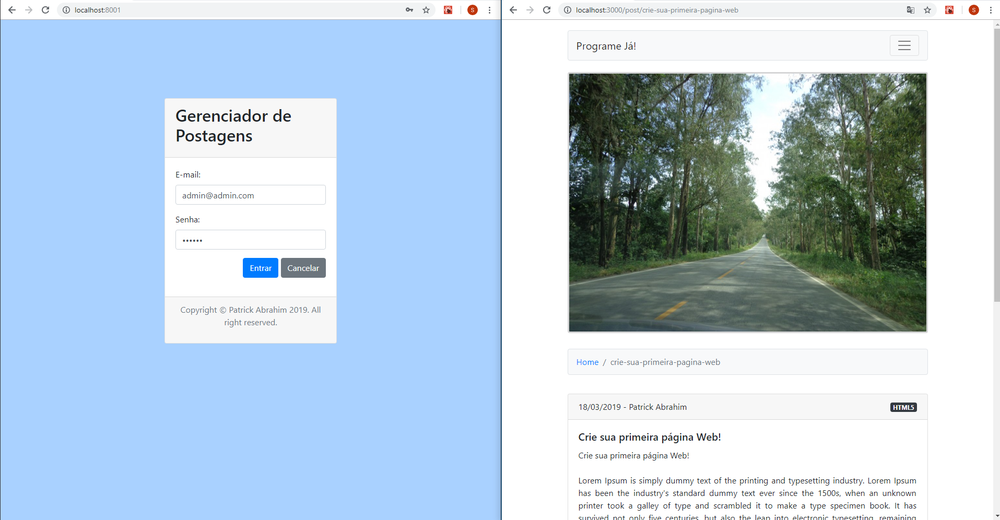 localhost:8001
S
Gerenciador de
Postagens
E-mail:
admin@admin.com
Senha:
••••••
Entrar
Cancelar
Copyright © Patrick Abrahim 2019. All
right reserved.
localhost:3000/post/crie-sua-primeira-pagina-web
S
Programe Já!
Home / crie-sua-primeira-pagina-web
18/03/2019 - Patrick Abrahim
HTML5
Crie sua primeira página Web!
Crie sua primeira página Web!
Lorem Ipsum is simply dummy text of the printing and typesetting industry. Lorem Ipsum
has been the industry's standard dummy text ever since the 1500s, when an unknown
printer took a galley of type and scrambled it to make a type specimen book. It has
survived not only five centuries, but also the leap into electronic typesetting, remaining